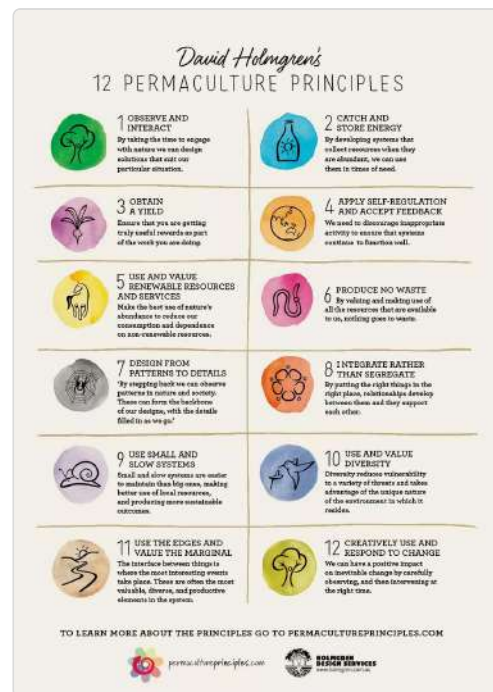 David Holmgren's
12 PERMACULTURE PRINCIPLES
1 OBSERVE AND
INTERACT
By taking the time to engage
with nature we can design
solutions that suit our
particular situation.
2 CATCH AND
STORE ENERGY
By developing systems that
collect resources when they
are abundant, we can use
them in times of need.
3 OBTAIN
A YIELD
Ensure that you are getting
truly useful rewards as part
of the work you are doing.
4 APPLY SELF-REGULATION
AND ACCEPT FEEDBACK
We need to discourage inappropriate
activity to ensure that systems
continue to function well.
5 USE AND VALUE
RENEWABLE RESOURCES
AND SERVICES
Make the best use of nature's
abundance to reduce our
consumption and dependence
on non-renewable resources.
6 PRODUCE NO WASTE
By valuing and making use of
all the resources that are available
to us, nothing goes to waste.
7 DESIGN FROM
PATTERNS TO DETAILS
'By stepping back we can observe
patterns in nature and society.
These can form the backbone
of our designs, with the details
filled in as we go.'
8 INTEGRATE RATHER
THAN SEGREGATE
By putting the right things in the
right place, relationships develop
between them and they support
each other.
9 USE SMALL AND
SLOW SYSTEMS
Small and slow systems are easier
to maintain than big ones, making
better use of local resources,
and producing more sustainable
outcomes.
10 USE AND VALUE
DIVERSITY
Diversity reduces vulnerability
to a variety of threats and takes
advantage of the unique nature
of the environment in which it
resides.
11 USE THE EDGES AND
VALUE THE MARGINAL
The interface between things is
where the most interesting events
take place. These are often the most
valuable, diverse, and productive
elements in the system.
12 CREATIVELY USE AND
RESPOND TO CHANGE
We can have a positive impact
on inevitable change by carefully
observing, and then intervening at
the right time.
TO LEARN MORE ABOUT THE PRINCIPLES GO TO PERMACULTUREPRINCIPLES.COM
permacultureprinciples.com
HOLMGREN
DESIGN SERVICES
www.holmgren.com.au